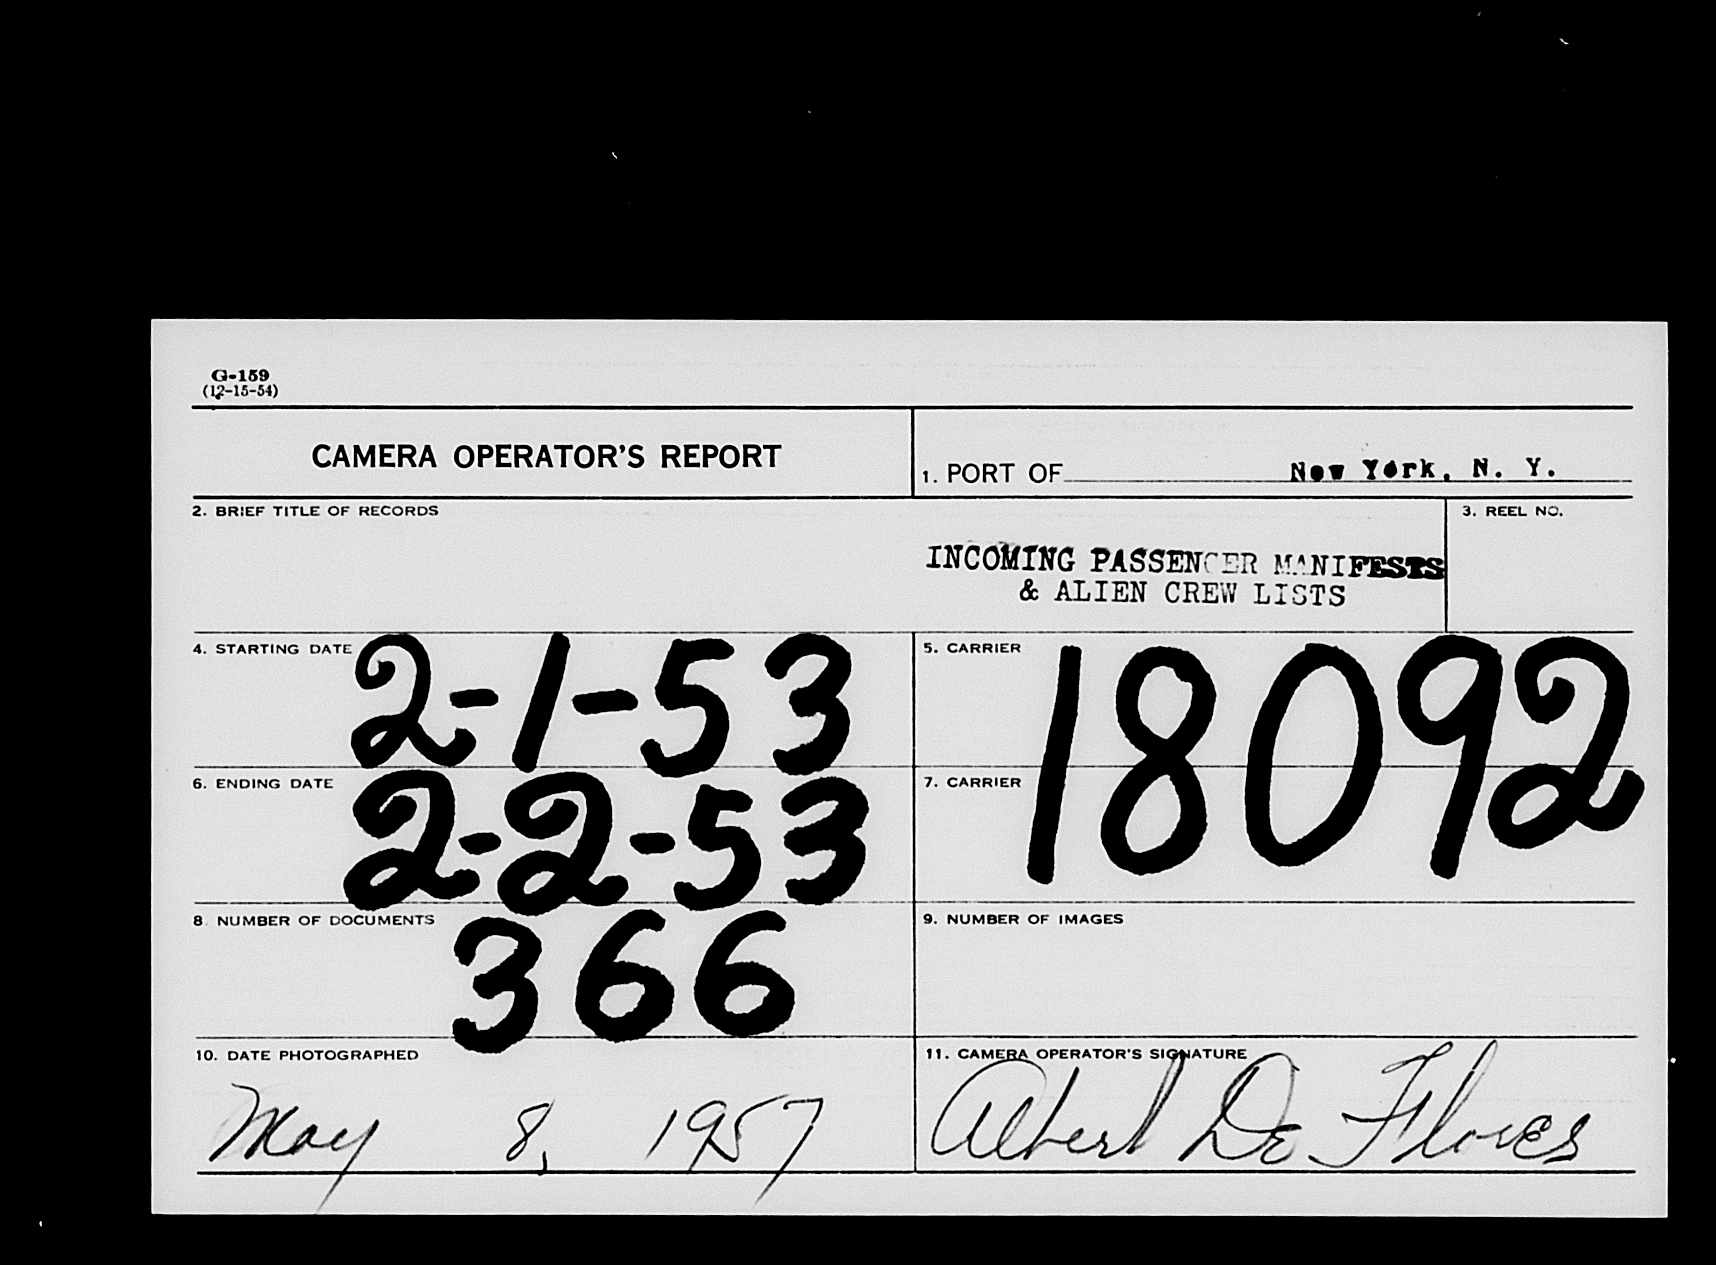 G-159
(12-15-54)
CAMERA OPERATOR'S REPORT
1. PORT OF New York, N. Y.
2. BRIEF TITLE OF RECORDS
3. REEL NO.
INCOMING PASSENGER MANIFESTS
& ALIEN CREW LISTS
4. STARTING DATE 2-1-53
5. CARRIER 18092
6. ENDING DATE 2-2-53
7. CARRIER
8. NUMBER OF DOCUMENTS 366
9. NUMBER OF IMAGES
10. DATE PHOTOGRAPHED
11. CAMERA OPERATOR'S SIGNATURE
May 8, 1957
Albert De Flores